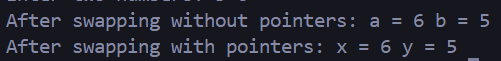 After swapping without pointers: a = 6 b = 5
After swapping with pointers: x = 6 y = 5